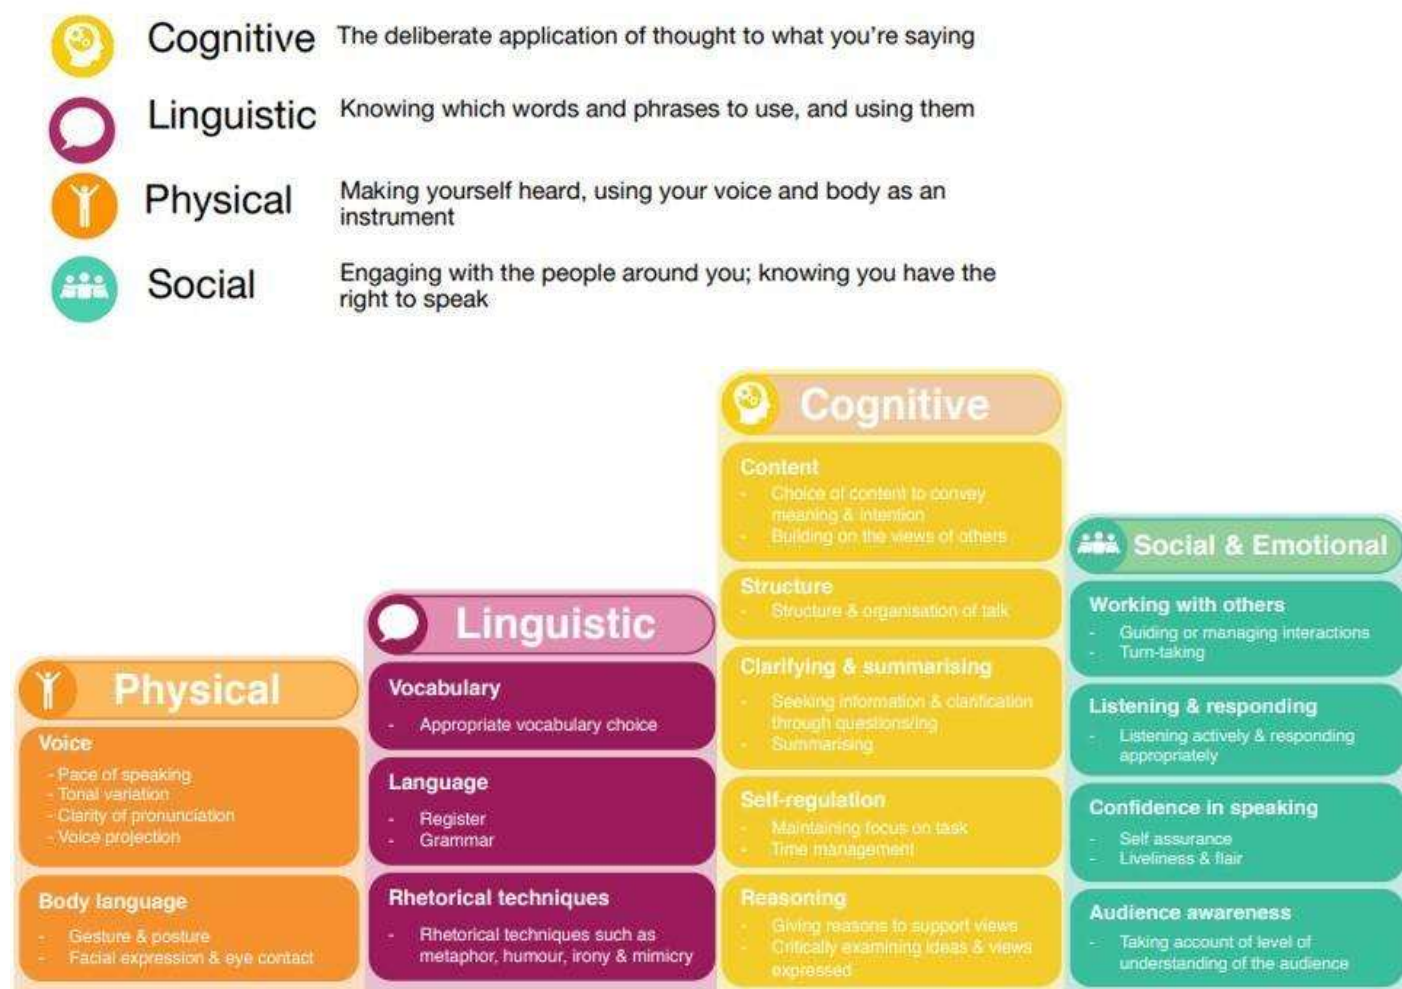 Cognitive The deliberate application of thought to what you're saying
Linguistic Knowing which words and phrases to use, and using them
Physical Making yourself heard, using your voice and body as an
instrument
Social Engaging with the people around you; knowing you have the
right to speak
Physical
Voice
- Pace of speaking
- Tonal variation
- Clarity of pronunciation
- Voice projection
Body language
- Gesture & posture
- Facial expression & eye contact
Linguistic
Vocabulary
- Appropriate vocabulary choice
Language
- Register
- Grammar
Rhetorical techniques
- Rhetorical techniques such as
metaphor, humour, irony & mimicry
Cognitive
Content
- Choice of content to convey
meaning & intention
- Building on the views of others
Structure
- Structure & organisation of talk
Clarifying & summarising
- Seeking information & clarification
through questions/ing
- Summarising
Self-regulation
- Maintaining focus on task
- Time management
Reasoning
- Giving reasons to support views
- Critically examining ideas & views
expressed
Social & Emotional
Working with others
- Guiding or managing interactions
- Turn-taking
Listening & responding
- Listening actively & responding
appropriately
Confidence in speaking
- Self assurance
- Liveliness & flair
Audience awareness
- Taking account of level of
understanding of the audience